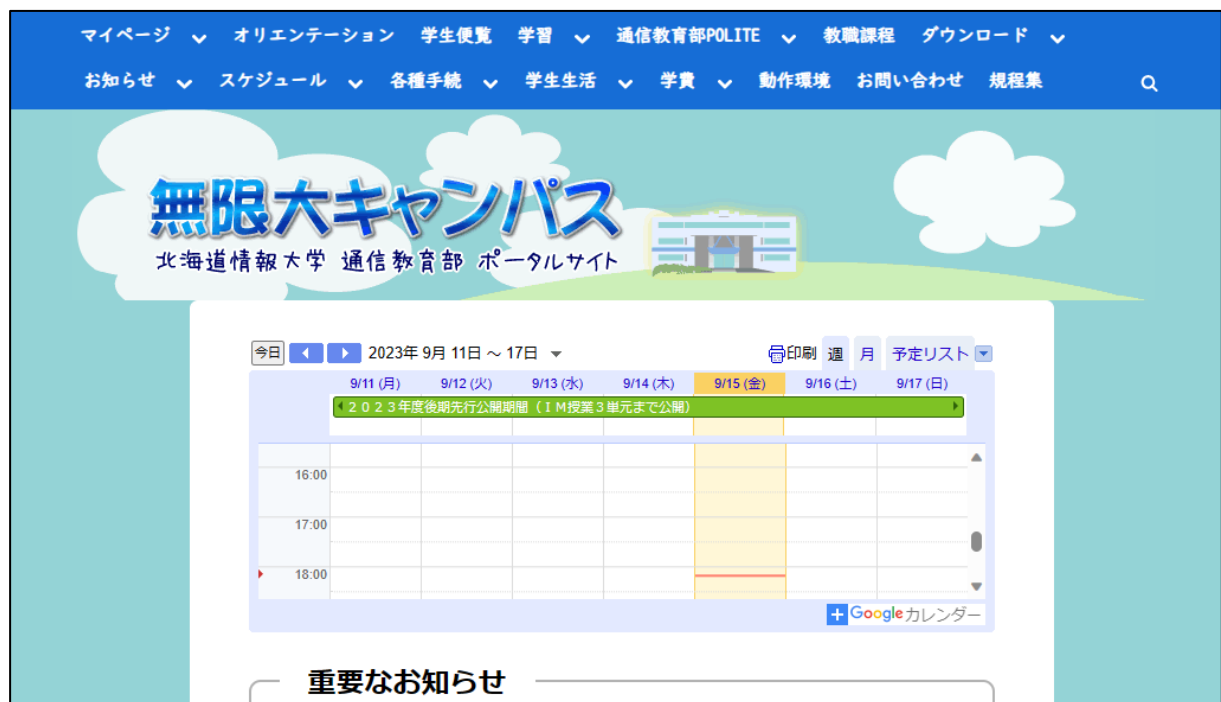 マイページ オリエンテーション 学生便覧 学習 通信教育部POLITE 教職課程 ダウンロード
お知らせ スケジュール 各種手続 学生生活 学費 動作環境 お問い合わせ 規程集
無限大キャンパス
北海道情報大学 通信教育部 ポータルサイト
今日 2023年 9月 11日 ～ 17日 印刷 週 月 予定リスト
9/11 (月) 9/12 (火) 9/13 (水) 9/14 (木) 9/15 (金) 9/16 (土) 9/17 (日)
２０２３年度後期先行公開期間（ＩＭ授業３単元まで公開）
16:00
17:00
18:00
Googleカレンダー
重要なお知らせ